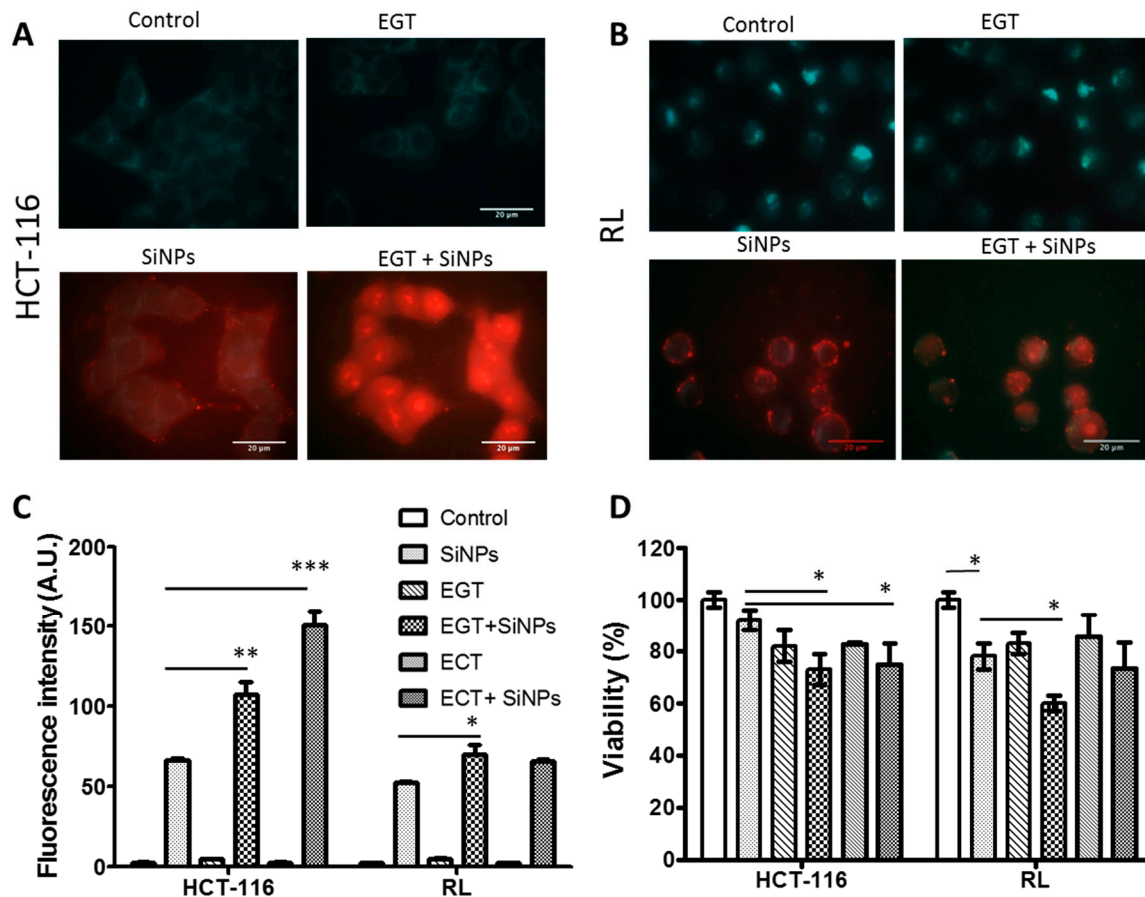 A
Control
EGT
HCT-116
20 μm
SiNPs
EGT + SiNPs
20 μm
20 μm
B
Control
EGT
RL
20 μm
SiNPs
EGT + SiNPs
20 μm
20 μm
C
Fluorescence intensity (A.U.)
200
150
100
50
0
***
**
*
Control
SiNPs
EGT
EGT+SiNPs
ECT
ECT+ SiNPs
HCT-116
RL
D
Viability (%)
120
100
80
60
40
20
0
*
*
*
*
HCT-116
RL